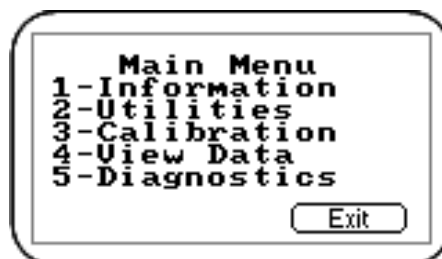 Main Menu
1-Information
2-Utilities
3-Calibration
4-View Data
5-Diagnostics
Exit